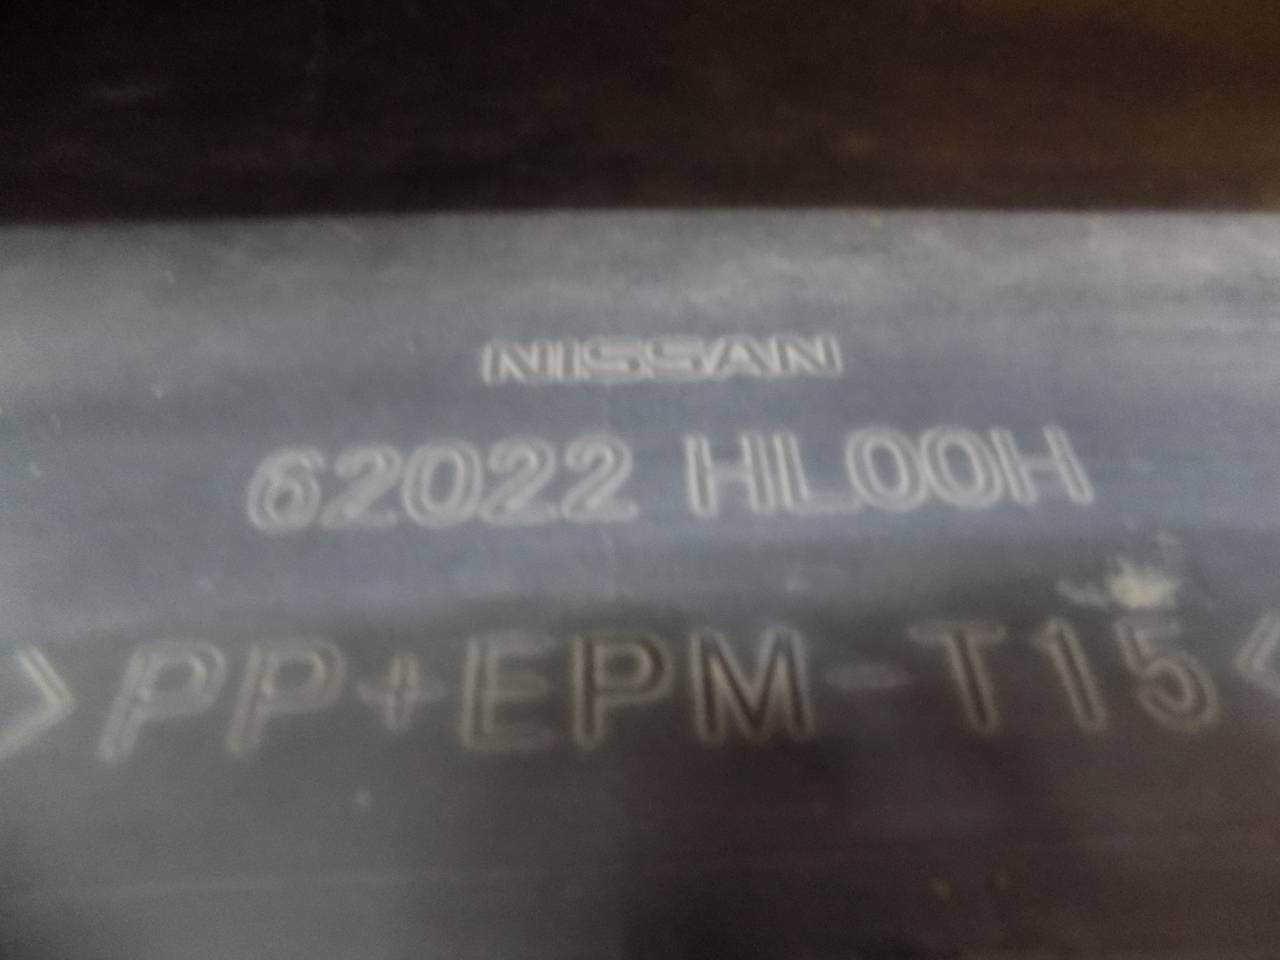 NISSAN
62022 HL00H
>PP+EPM-T15<